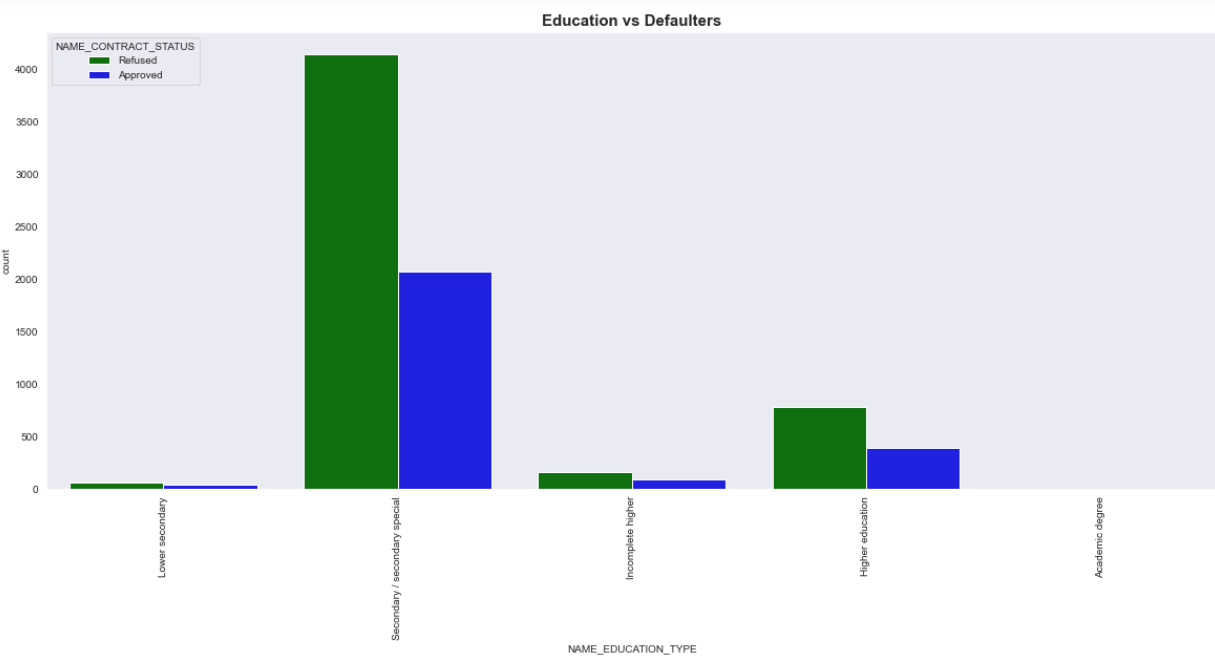 Education vs Defaulters
NAME_CONTRACT_STATUS
Refused
Approved
count
4000
3500
3000
2500
2000
1500
1000
500
0
Lower secondary
Secondary / secondary special
Incomplete higher
Higher education
Academic degree
NAME_EDUCATION_TYPE